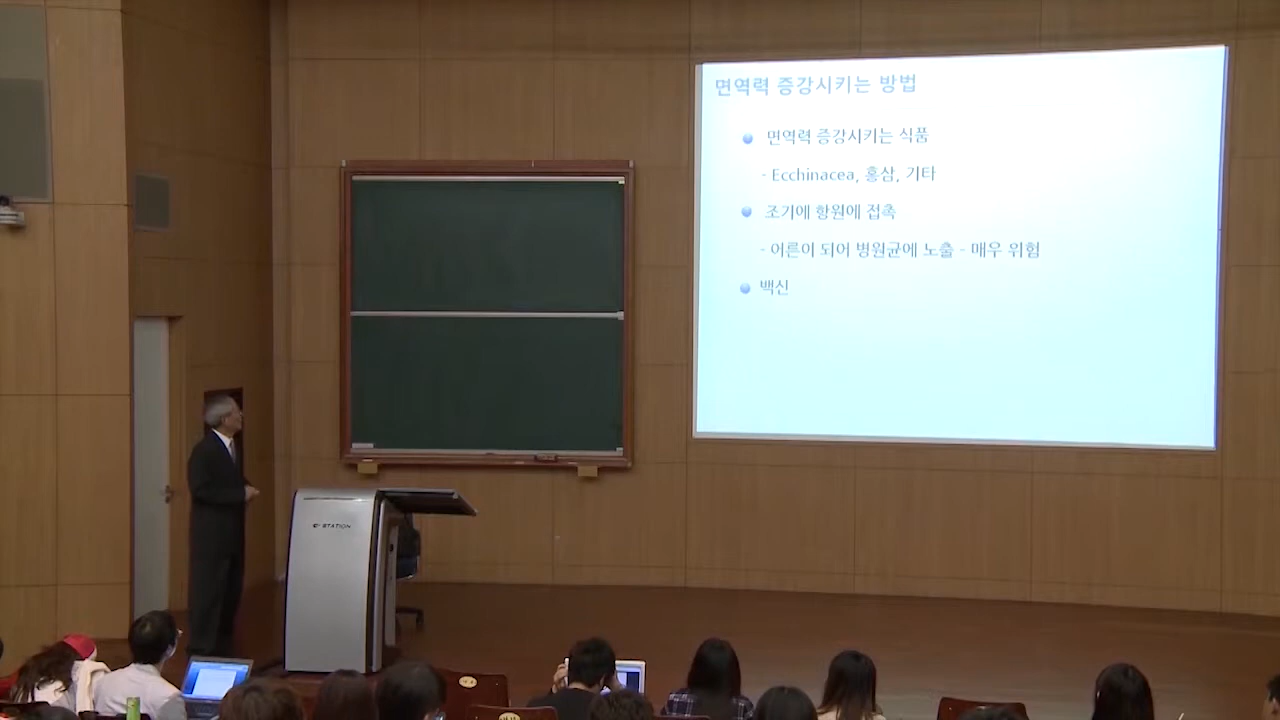 면역력 증강시키는 방법
면역력 증강시키는 식품
- Ecchinacea, 홍삼, 기타
조기에 항원에 접촉
- 어른이 되어 병원균에 노출 - 매우 위험
백신
STATION